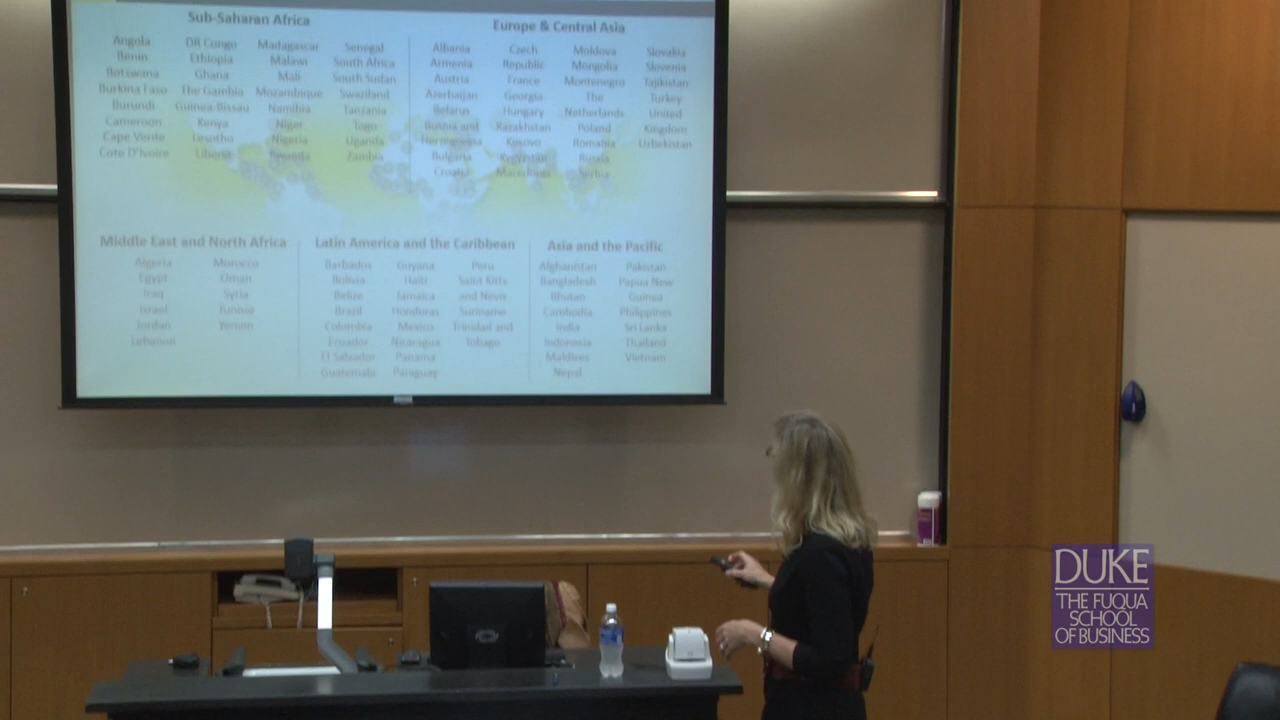 Sub-Saharan Africa
Angola DR Congo Madagascar Senegal
Benin Ethiopia Malawi South Africa
Botswana Ghana Mali South Sudan
Burkina Faso The Gambia Mozambique Swaziland
Burundi Guinea-Bissau Namibia Tanzania
Cameroon Kenya Niger Togo
Cape Verde Lesotho Nigeria Uganda
Cote D'Ivoire Liberia Rwanda Zambia
Europe & Central Asia
Albania Czech Moldova Slovakia
Armenia Republic Mongolia Slovenia
Austria France Montenegro Tajikistan
Azerbaijan Georgia The Turkey
Belarus Hungary Netherlands United
Bosnia and Kazakhstan Poland Kingdom
Herzegovina Kosovo Romania Uzbekistan
Bulgaria Kyrgyzstan Russia
Croatia Macedonia Serbia
Middle East and North Africa
Algeria Morocco
Egypt Oman
Iraq Syria
Israel Tunisia
Jordan Yemen
Lebanon
Latin America and the Caribbean
Barbados Guyana Peru
Bolivia Haiti Saint Kitts
Belize Jamaica and Nevis
Brazil Honduras Suriname
Colombia Mexico Trinidad and
Ecuador Nicaragua Tobago
El Salvador Panama
Guatemala Paraguay
Asia and the Pacific
Afghanistan Pakistan
Bangladesh Papua New
Bhutan Guinea
Cambodia Philippines
India Sri Lanka
Indonesia Thailand
Maldives Vietnam
Nepal
DUKE
THE FUQUA
SCHOOL
OF BUSINESS